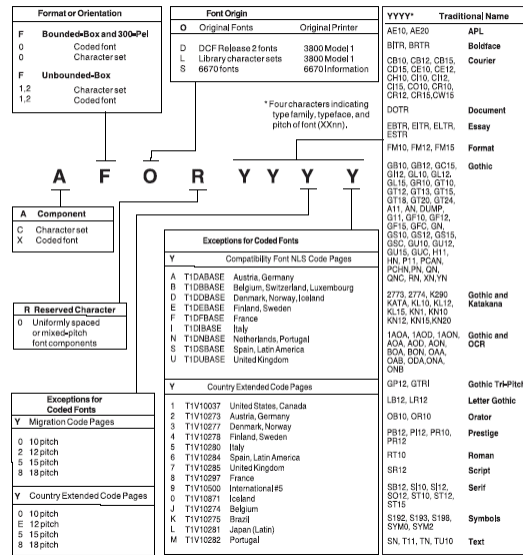 Format or Orientation
F Bounded-Box and 300-Pel
0 Coded font
0 Character set
F Unbounded-Box
1,2 Character set
1,2 Coded font
Font Origin
O Original Fonts Original Printer
D DCF Release 2 fonts 3800 Model 1
L Library character sets 3800 Model 1
S 6670 fonts 6670 Information
* Four characters indicating
type family, typeface, and
pitch of font (XXnn).
A F O R Y Y Y Y
A Component
C Character set
X Coded font
R Reserved Character
0 Uniformly spaced
or mixed-pitch
font components
Exceptions for
Coded Fonts
Y Migration Code Pages
0 10 pitch
2 12 pitch
5 15 pitch
8 18 pitch
Y Country Extended Code Pages
0 10 pitch
E 12 pitch
5 15 pitch
8 18 pitch
Exceptions for Coded Fonts
Y Compatibility Font NLS Code Pages
A T1DABASE Austria, Germany
B T1DBBASE Belgium, Switzerland, Luxembourg
D T1DDBASE Denmark, Norway, Iceland
E T1DEBASE Finland, Sweden
F T1DFBASE France
I T1DIBASE Italy
N T1DNBASE Netherlands, Portugal
S T1DSBASE Spain, Latin America
U T1DUBASE United Kingdom
Y Country Extended Code Pages
1 T1V10037 United States, Canada
2 T1V10273 Austria, Germany
3 T1V10277 Denmark, Norway
4 T1V10278 Finland, Sweden
5 T1V10280 Italy
6 T1V10284 Spain, Latin America
7 T1V10285 United Kingdom
8 T1V10297 France
9 T1V10500 International #5
0 T1V10871 Iceland
J T1V10274 Belgium
K T1V10275 Brazil
L T1V10281 Japan (Latin)
M T1V10282 Portugal
YYYY* Traditional Name
AE10, AE20 APL
BITR, BRTR Boldface
CB10, CB12, CB15, Courier
CD15, CE10, CE12,
CH10, CI10, CI12,
CI15, CO10, CR10,
CR12, CR15, CW15
DOTR Document
EBTR, EITR, ELTR, Essay
ESTR
FM10, FM12, FM15 Format
GB10, GB12, GC15, Gothic
GI12, GL10, GL12,
GL15, GR10, GT10,
GT12, GT13, GT15,
GT18, GT20, GT24,
A11, AN, DUMP,
G11, GF10, GF12,
GF15, GFC, GN,
GS10, GS12, GS15,
GSC, GU10, GU12,
GU15, GUC, H11,
HN, P11, PCAN,
PCHN, PN, QN,
QNC, RN, XN, YN
2773, 2774, K290 Gothic and
KATA, KL10, KL12, Katakana
KL15, KN1, KN10
KN12, KN15, KN20
1AOA, 1AOD, 1AON, Gothic and
AOA, AOD, AON, OCR
BOA, BON, OAA,
OAB, ODA, ONA,
ONB
GP12, GTRI Gothic Tri-Pitch
LB12, LR12 Letter Gothic
OB10, OR10 Orator
PB12, PI12, PR10, Prestige
PR12
RT10 Roman
SR12 Script
SB12, SI10, SI12, Serif
SO12, ST10, ST12,
ST15
S192, S193, S198, Symbols
SYM0, SYM2
SN, T11, TN, TU10 Text